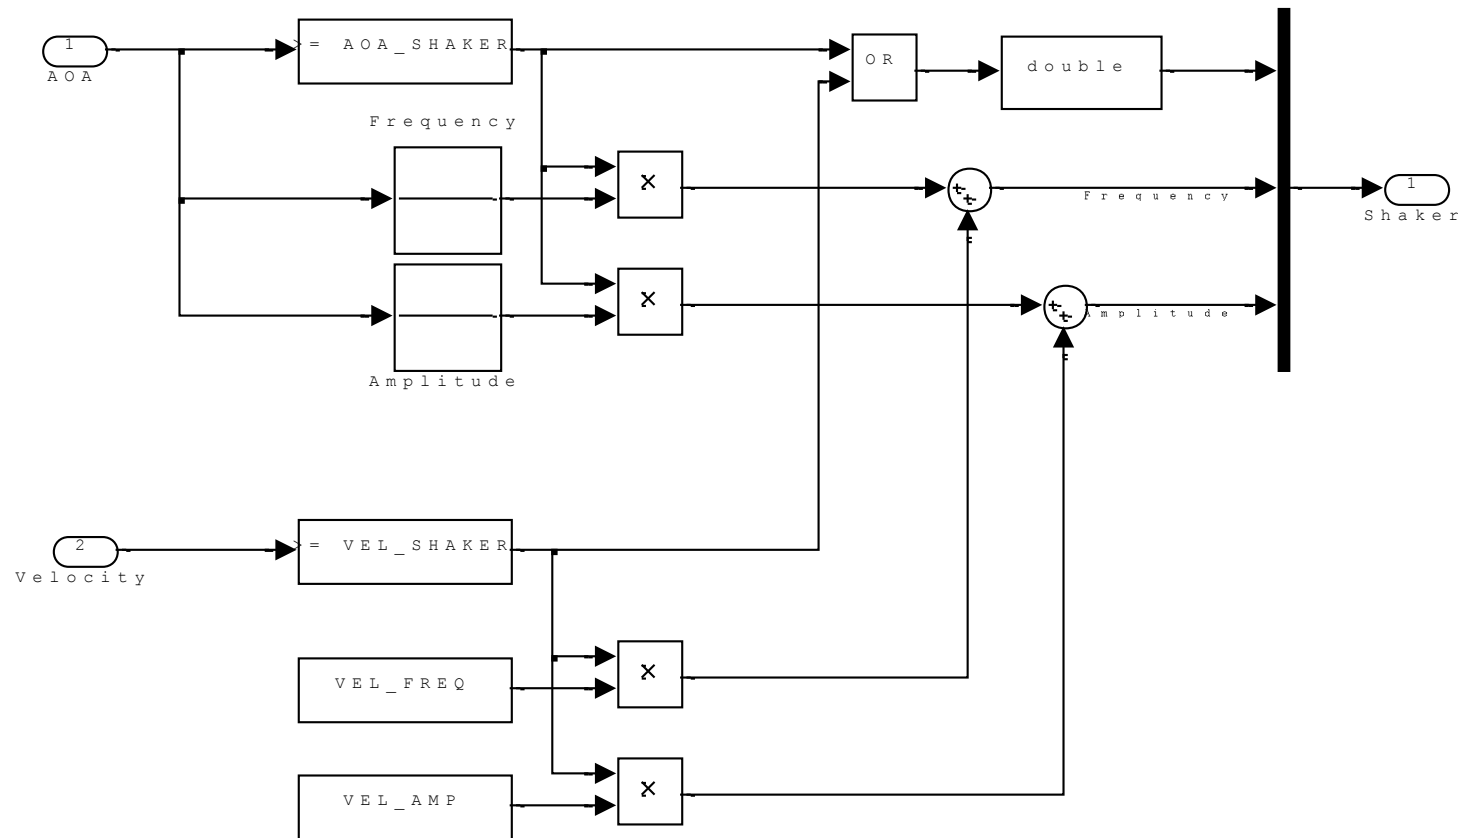 1
AOA
>= AOA_SHAKER
OR
double
Frequency
×
++
Frequency
1
Shaker
×
++
Amplitude
Amplitude
2
Velocity
>= VEL_SHAKER
VEL_FREQ
×
VEL_AMP
×